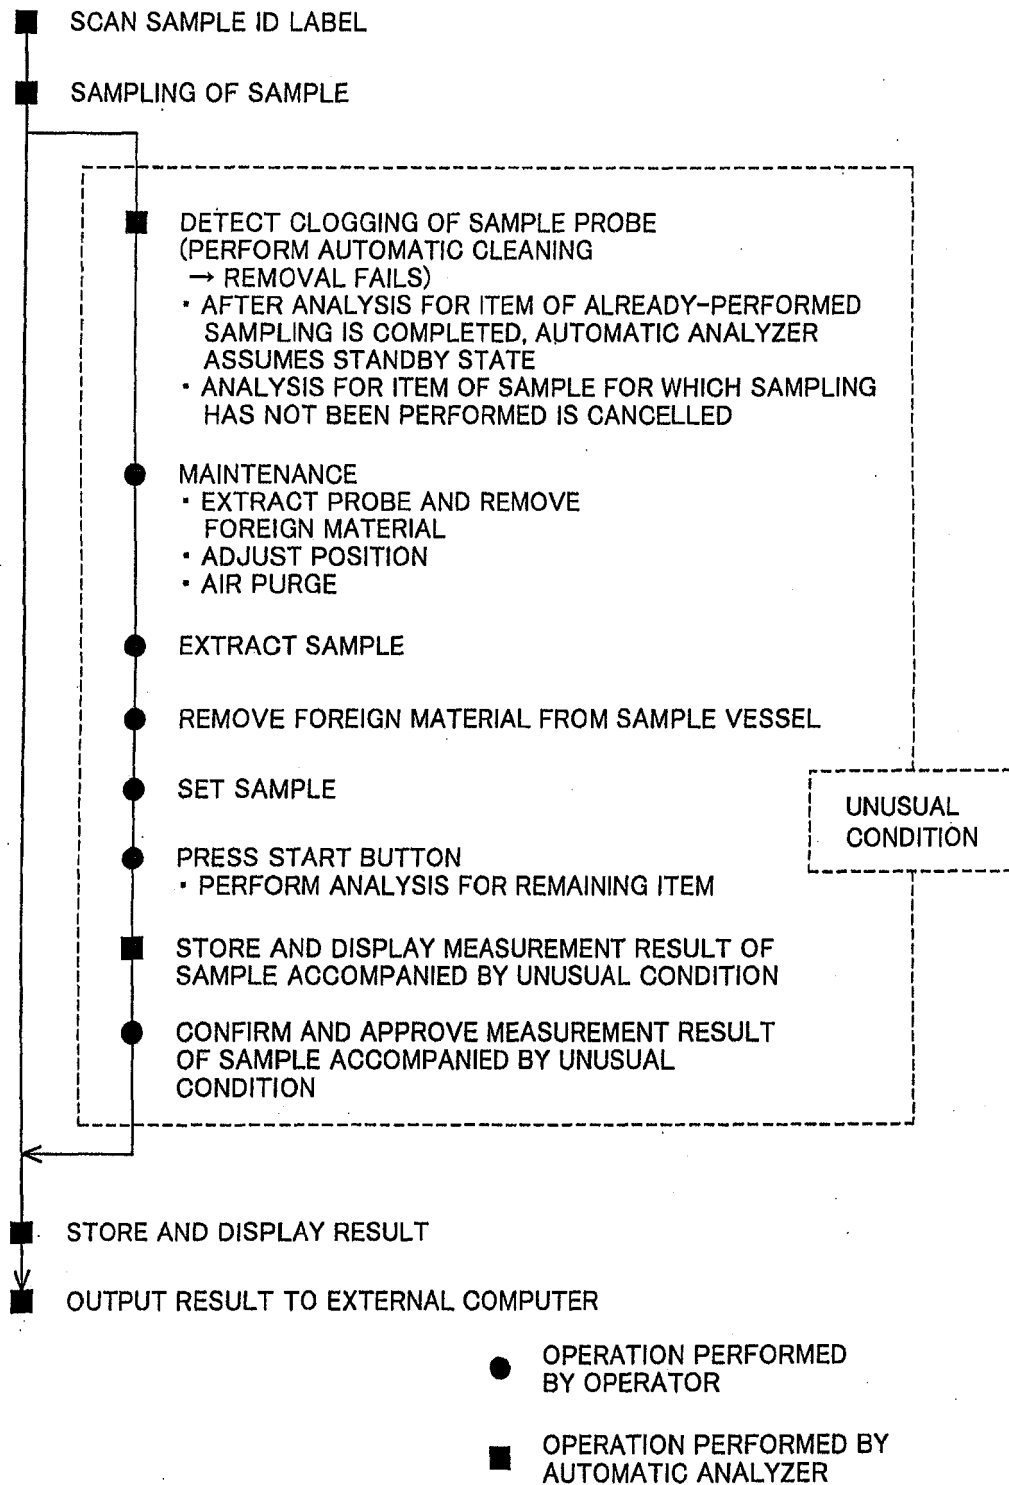 SCAN SAMPLE ID LABEL
SAMPLING OF SAMPLE
DETECT CLOGGING OF SAMPLE PROBE
(PERFORM AUTOMATIC CLEANING
→ REMOVAL FAILS)
・AFTER ANALYSIS FOR ITEM OF ALREADY-PERFORMED
SAMPLING IS COMPLETED, AUTOMATIC ANALYZER
ASSUMES STANDBY STATE
・ANALYSIS FOR ITEM OF SAMPLE FOR WHICH SAMPLING
HAS NOT BEEN PERFORMED IS CANCELLED
MAINTENANCE
・EXTRACT PROBE AND REMOVE
FOREIGN MATERIAL
・ADJUST POSITION
・AIR PURGE
EXTRACT SAMPLE
REMOVE FOREIGN MATERIAL FROM SAMPLE VESSEL
SET SAMPLE
UNUSUAL
CONDITION
PRESS START BUTTON
・PERFORM ANALYSIS FOR REMAINING ITEM
STORE AND DISPLAY MEASUREMENT RESULT OF
SAMPLE ACCOMPANIED BY UNUSUAL CONDITION
CONFIRM AND APPROVE MEASUREMENT RESULT
OF SAMPLE ACCOMPANIED BY UNUSUAL
CONDITION
STORE AND DISPLAY RESULT
OUTPUT RESULT TO EXTERNAL COMPUTER
OPERATION PERFORMED
BY OPERATOR
OPERATION PERFORMED BY
AUTOMATIC ANALYZER